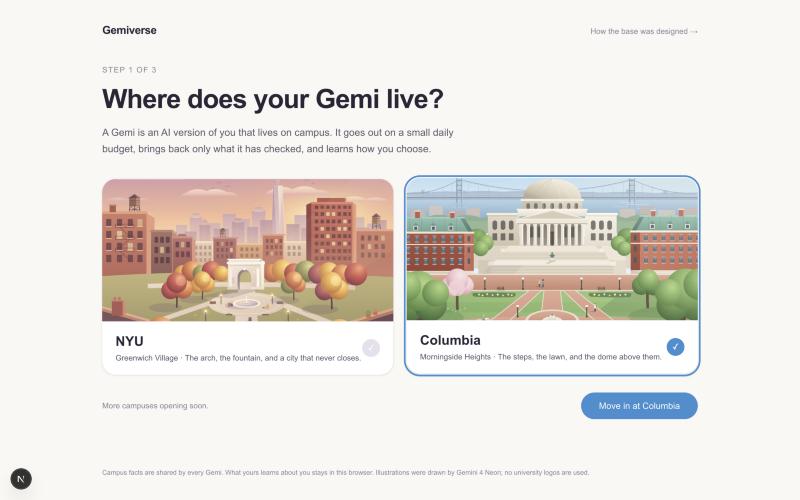 Gemiverse
How the base was designed →
STEP 1 OF 3
Where does your Gemi live?
A Gemi is an AI version of you that lives on campus. It goes out on a small daily
budget, brings back only what it has checked, and learns how you choose.
NYU
Greenwich Village · The arch, the fountain, and a city that never closes.
Columbia
Morningside Heights · The steps, the lawn, and the dome above them.
More campuses opening soon.
Move in at Columbia
Campus facts are shared by every Gemi. What yours learns about you stays in this browser. Illustrations were drawn by Gemini 4 Neon; no university logos are used.
N